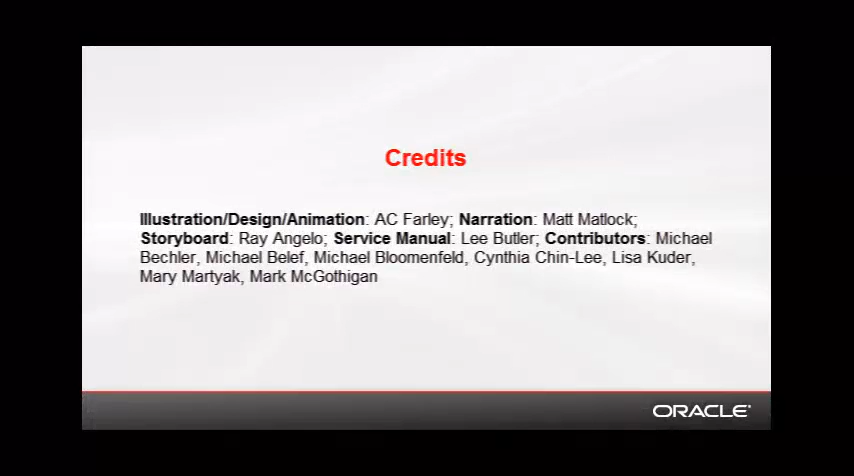 Credits
Illustration/Design/Animation: AC Farley; Narration: Matt Matlock;
Storyboard: Ray Angelo; Service Manual: Lee Butler; Contributors: Michael
Bechler, Michael Belef, Michael Bloomenfeld, Cynthia Chin-Lee, Lisa Kuder,
Mary Martyak, Mark McGothigan
ORACLE